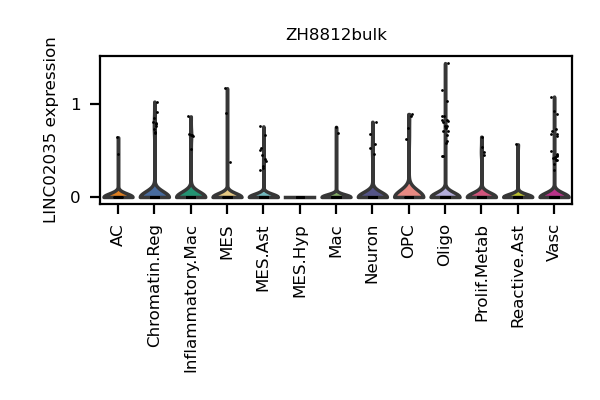 ZH8812bulk
LINC02035 expression
1
0
AC
Chromatin.Reg
Inflammatory.Mac
MES
MES.Ast
MES.Hyp
Mac
Neuron
OPC
Oligo
Prolif.Metab
Reactive.Ast
Vasc